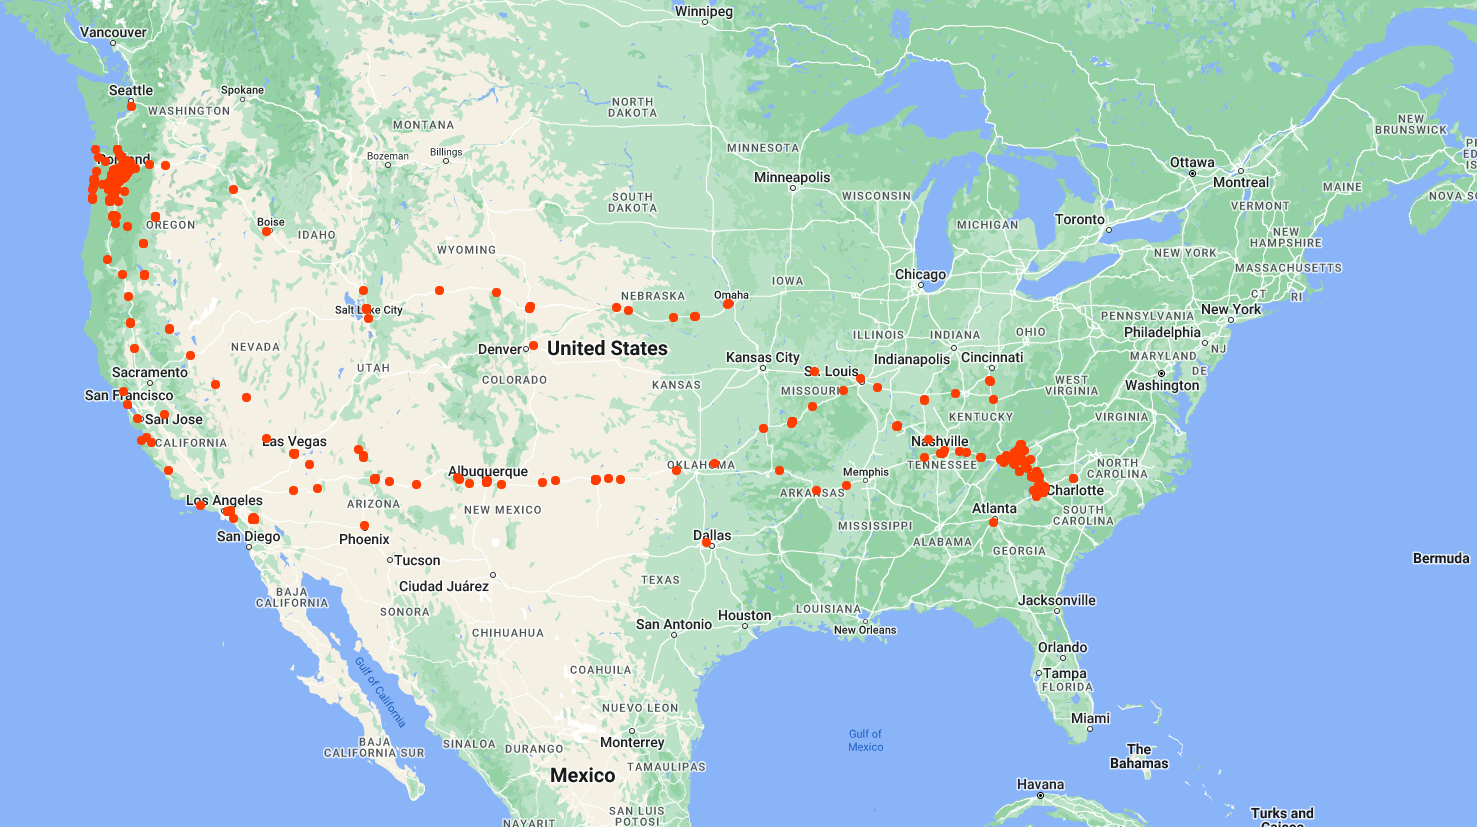 Winnipeg
Vancouver
Seattle
Spokane
WASHINGTON
NORTH
DAKOTA
MONTANA
Bozeman
Billings
MINNESOTA
Minneapolis
WISCONSIN
SOUTH
DAKOTA
MICHIGAN
Ottawa
Montreal
MAINE
NEW
BRUNSWICK
VERMONT
Toronto
NEW
HAMPSHIRE
NEW YORK
MASSACHUSETTS
CT
RI
Portland
OREGON
Boise
IDAHO
WYOMING
Chicago
IOWA
NEBRASKA
Omaha
Salt Lake City
New York
PENNSYLVANIA
Philadelphia
NJ
OHIO
INDIANA
ILLINOIS
NEVADA
Denver
United States
Kansas City
Indianapolis
Cincinnati
MARYLAND
DE
Washington
WEST
VIRGINIA
UTAH
COLORADO
KANSAS
St. Louis
MISSOURI
Sacramento
San Francisco
San Jose
CALIFORNIA
Las Vegas
KENTUCKY
VIRGINIA
Nashville
TENNESSEE
NORTH
CAROLINA
Charlotte
Albuquerque
OKLAHOMA
Memphis
ARKANSAS
Los Angeles
ARIZONA
NEW MEXICO
Atlanta
SOUTH
CAROLINA
San Diego
Phoenix
MISSISSIPPI
Dallas
ALABAMA
GEORGIA
Tucson
Bermuda
Ciudad Juárez
TEXAS
BAJA
CALIFORNIA
SONORA
CHIHUAHUA
LOUISIANA
Jacksonville
Houston
San Antonio
New Orleans
Orlando
Gulf of California
COAHUILA
Tampa
FLORIDA
NUEVO LEON
Miami
Gulf of
Mexico
Monterrey
BAJA
CALIFORNIA SUR
SINALOA
DURANGO
The
Bahamas
TAMAULIPAS
Mexico
Havana
SAN LUIS
POTOSI
NAYARIT
Turks and